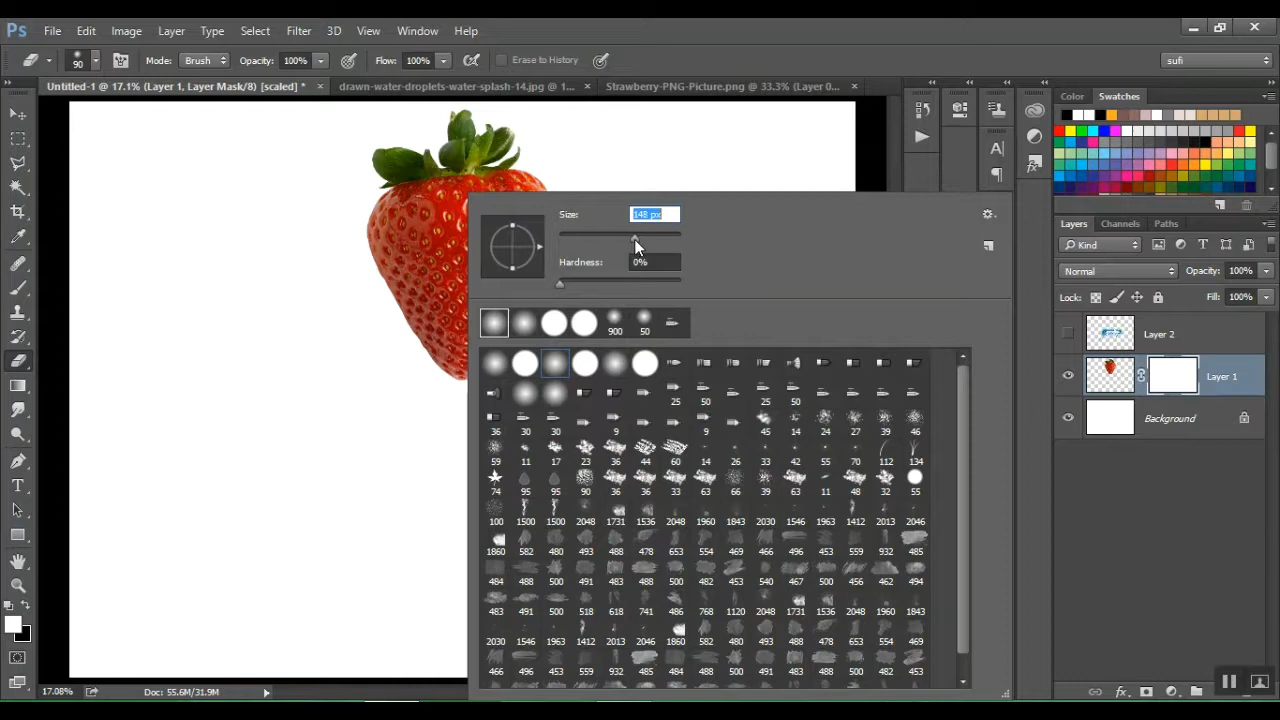 Ps File Edit Image Layer Type Select Filter 3D View Window Help
90 Mode: Brush Opacity: 100% Flow: 100% Erase to History sufi
Untitled-1 @ 17.1% (Layer 1, Layer Mask/8) [scaled] * × drawn-water-droplets-water-splash-14.jpg @ 1... × Strawberry-PNG-Picture.png @ 33.3% (Layer 0... ×
Color Swatches
Size: 148 px
Hardness: 0%
Layers Channels Paths
Kind
Normal Opacity: 100%
Lock: Fill: 100%
Layer 2
Layer 1
Background
900 50
25 50 25 50
36 30 30 9 9 45 14 24 27 39 46
59 11 17 23 36 44 60 14 26 33 42 55 70 112 134
74 95 95 90 36 36 33 63 66 39 63 11 48 32 55
100 1500 1500 2048 1731 1536 2048 1960 1843 2030 1546 1963 1412 2013 2046
1860 582 480 493 488 478 653 554 469 466 496 453 559 932 485
484 488 500 491 483 488 500 482 453 540 467 500 456 462 494
483 491 500 518 618 741 486 768 1120 2048 1731 1536 2048 1960 1843
2030 1546 1963 1412 2013 2046 1860 582 480 493 488 478 653 554 469
466 496 453 559 932 485 484 488 500 491 483 488 500 482 453
17.08% Doc: 55.6M/31.9M